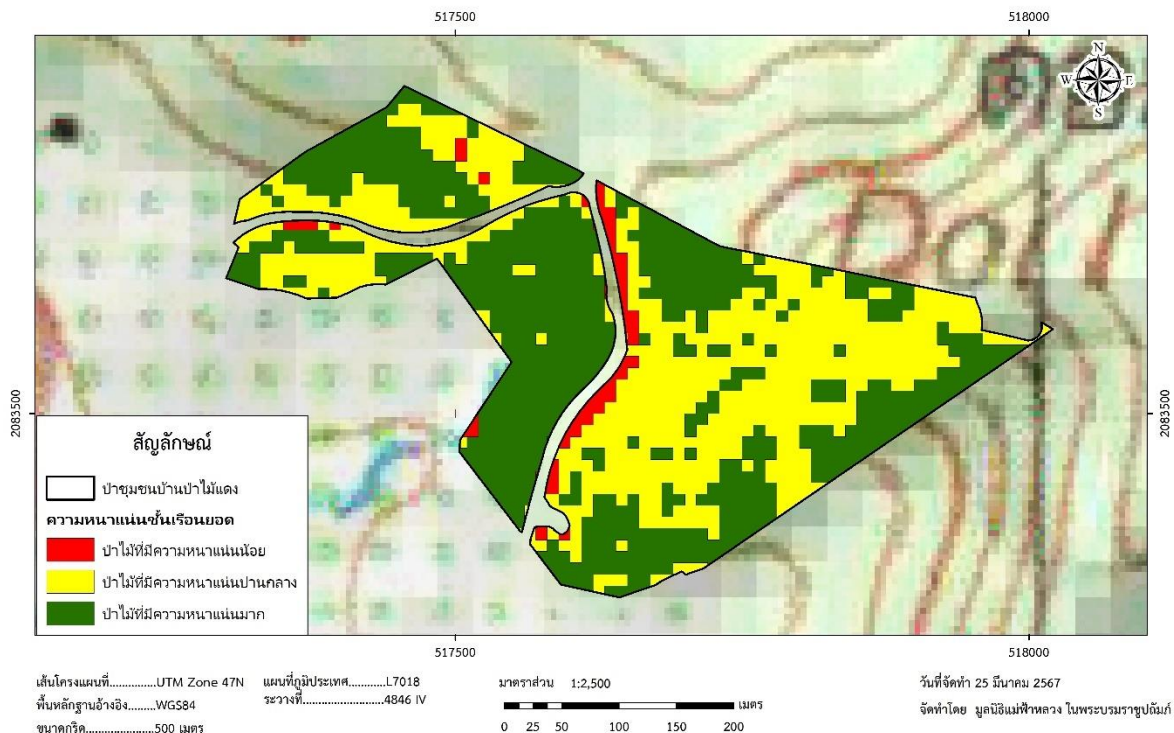 517500
518000
N
W
E
S
2083500
2083500
สัญลักษณ์
ป่าชุมชนบ้านป่าไม้แดง
ความหนาแน่นชั้นเรือนยอด
ป่าไม้ที่มีความหนาแน่นน้อย
ป่าไม้ที่มีความหนาแน่นปานกลาง
ป่าไม้ที่มีความหนาแน่นมาก
517500
518000
เส้นโครงแผนที่..............UTM Zone 47N
พื้นหลักฐานอ้างอิง.......WGS84
ขนาดกริด......................500 เมตร
แผนที่ภูมิประเทศ............L7018
ระวางที่.........................4846 IV
มาตราส่วน 1:2,500
เมตร
0 25 50 100 150 200
วันที่จัดทำ 25 มีนาคม 2567
จัดทำโดย มูลนิธิแม่ฟ้าหลวง ในพระบรมราชูปถัมภ์